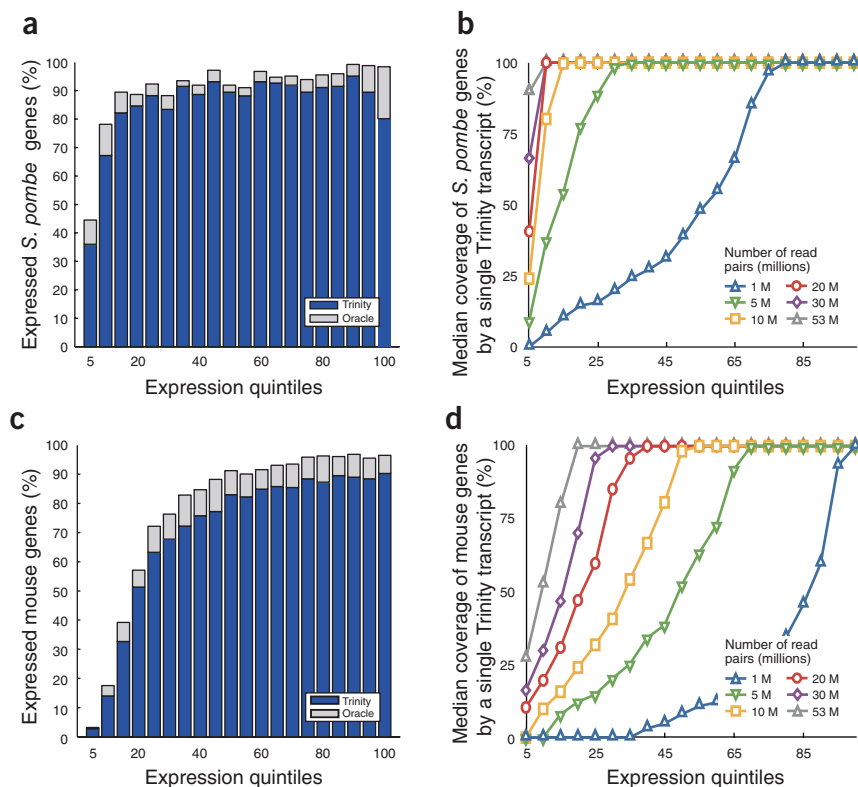 a
Expressed S. pombe genes (%)
100
90
80
70
60
50
40
30
20
10
0
5
20
40
60
80
100
Trinity
Oracle
Expression quintiles
b
Median coverage of S. pombe genes
by a single Trinity transcript (%)
100
75
50
25
0
5
25
45
65
85
Number of read
pairs (millions)
1 M
20 M
5 M
30 M
10 M
53 M
Expression quintiles
c
Expressed mouse genes (%)
100
90
80
70
60
50
40
30
20
10
0
5
20
40
60
80
100
Trinity
Oracle
Expression quintiles
d
Median coverage of mouse genes
by a single Trinity transcript (%)
100
75
50
25
0
5
25
45
65
85
Number of read
pairs (millions)
1 M
20 M
5 M
30 M
10 M
53 M
Expression quintiles